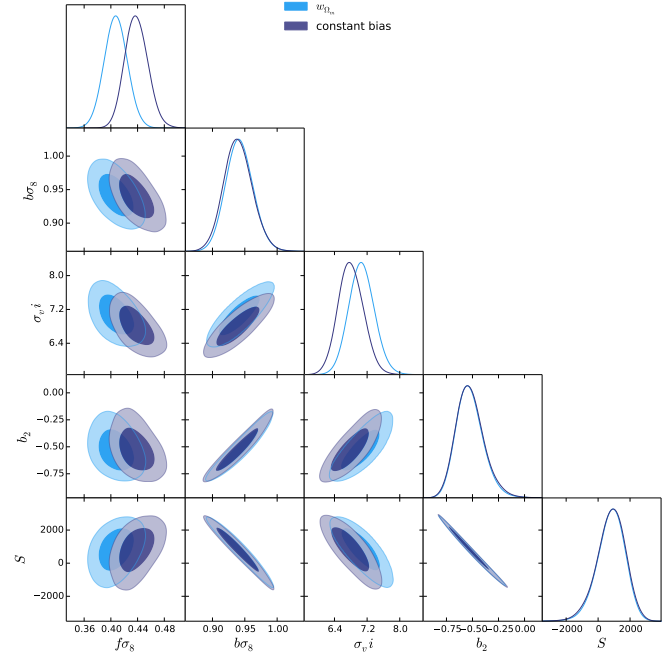 w_{Ω_m}
constant bias
1.00
0.95
0.90
bσ_8
8.0
7.2
6.4
σ_v i
0.00
−0.25
−0.50
−0.75
b_2
2000
0
−2000
S
0.36 0.40 0.44 0.48
0.90 0.95 1.00
6.4 7.2 8.0
−0.75 −0.50 −0.25 0.00
−2000 0 2000
fσ_8 bσ_8 σ_v i b_2 S